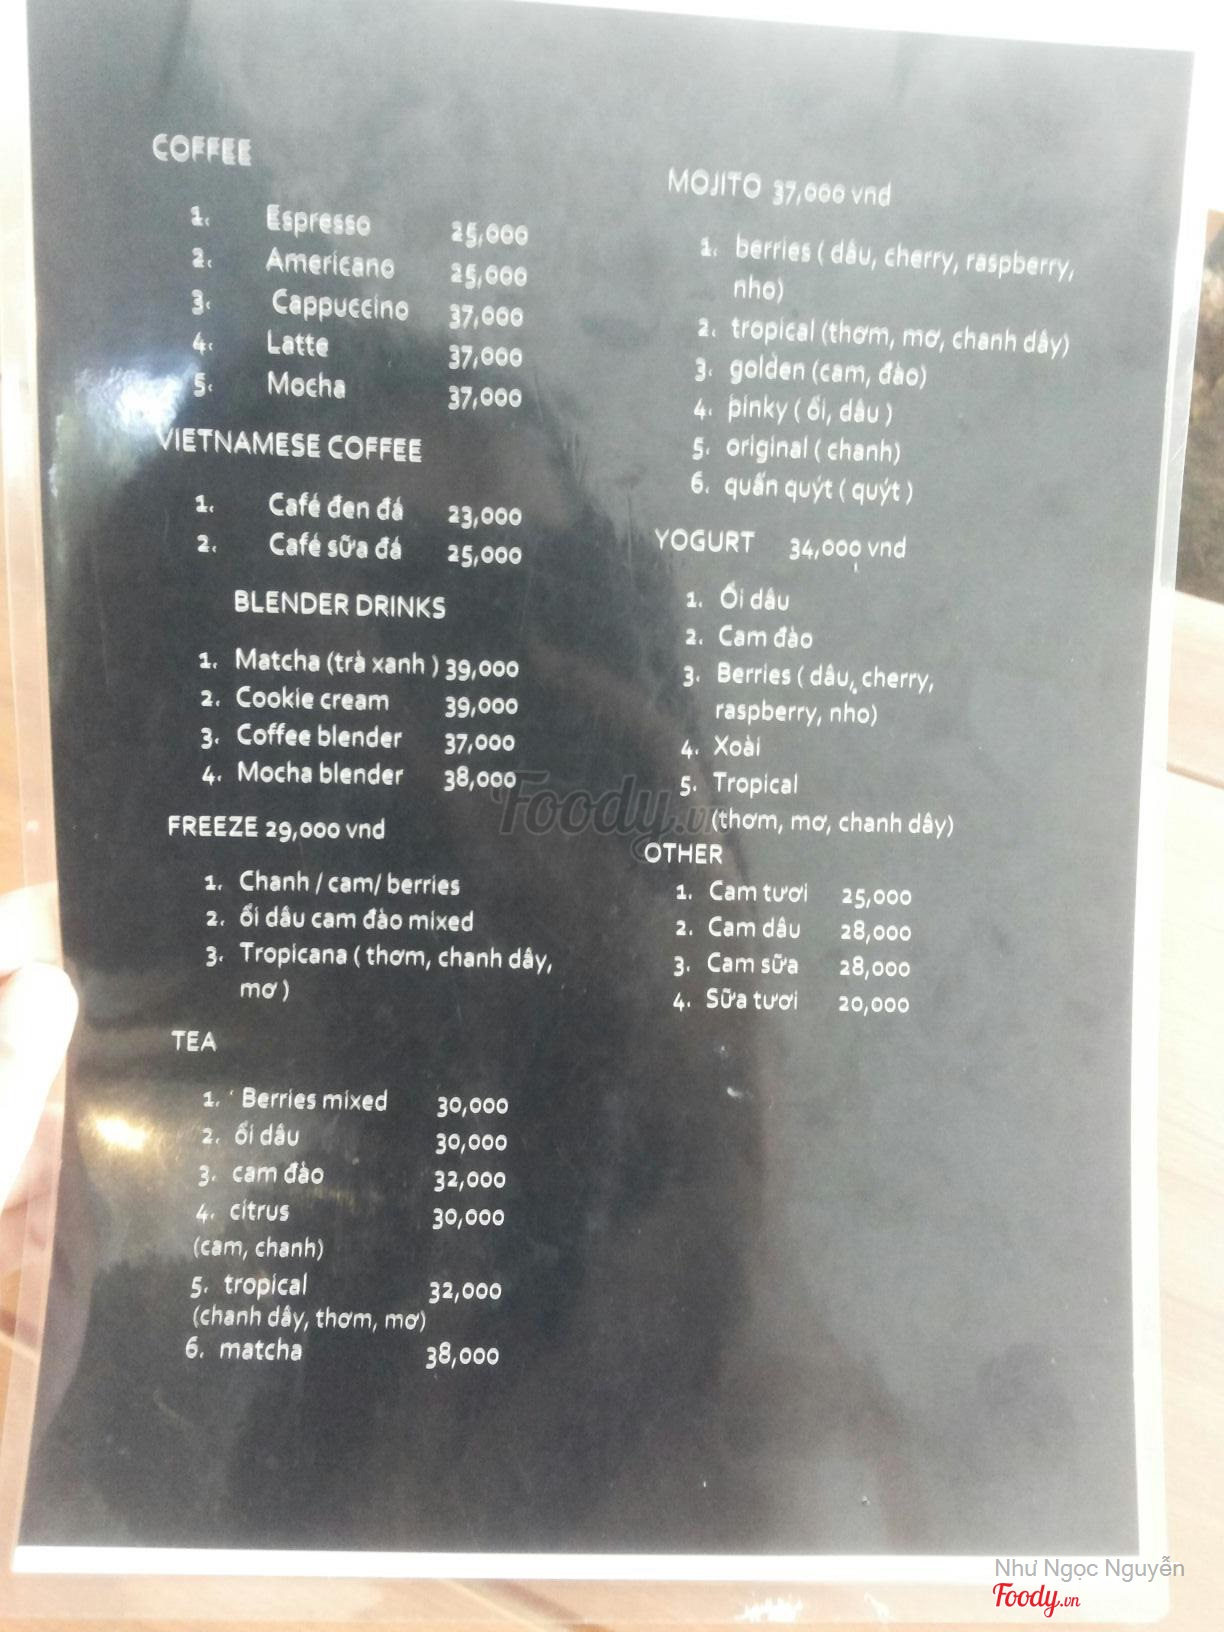 COFFEE
1. Espresso 25,000
2. Americano 25,000
3. Cappuccino 37,000
4. Latte 37,000
5. Mocha 37,000
VIETNAMESE COFFEE
1. Café đen đá 23,000
2. Café sữa đá 25,000
BLENDER DRINKS
1. Matcha (trà xanh ) 39,000
2. Cookie cream 39,000
3. Coffee blender 37,000
4. Mocha blender 38,000
FREEZE 29,000 vnd
1. Chanh / cam/ berries
2. ổi dâu cam đào mixed
3. Tropicana ( thơm, chanh dây,
mơ )
TEA
1. Berries mixed 30,000
2. ổi dâu 30,000
3. cam đào 32,000
4. citrus 30,000
(cam, chanh)
5. tropical 32,000
(chanh dây, thơm, mơ)
6. matcha 38,000
MOJITO 37,000 vnd
1. berries ( dâu, cherry, raspberry,
nho)
2. tropical (thơm, mơ, chanh dây)
3. golden (cam, đào)
4. pinky ( ổi, dâu )
5. original ( chanh)
6. quấn quýt ( quýt )
YOGURT 34,000 vnd
1. Ổi dâu
2. Cam đào
3. Berries ( dâu, cherry,
raspberry, nho)
4. Xoài
5. Tropical
(thơm, mơ, chanh dây)
OTHER
1. Cam tươi 25,000
2. Cam dâu 28,000
3. Cam sữa 28,000
4. Sữa tươi 20,000
Foody.vn
Như Ngọc Nguyễn
Foody.vn